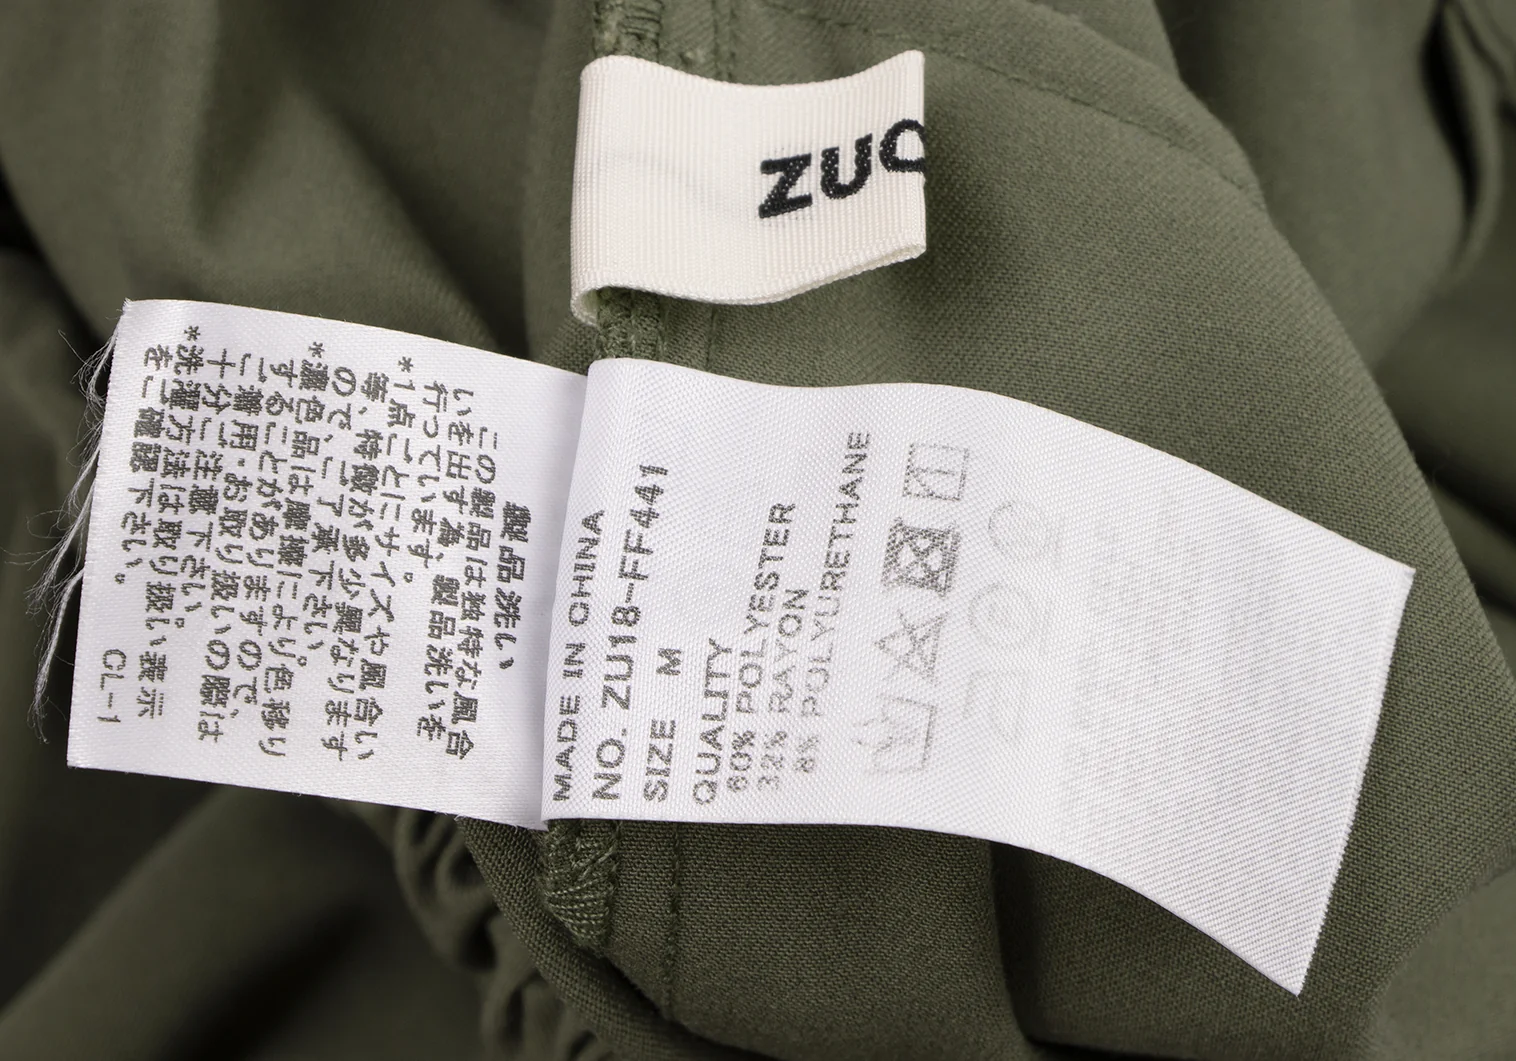 ZUC
製品洗い
この製品は独特な風合
いを出す為、製品洗いを
行っています。
*1点ごとにサイズや風合い
等、特徴が多少異なります
ので、ご了承下さい。
*濃色品は摩擦により色移り
することがありますので、
ご着用・お取り扱いの際は
十分ご注意下さい。
*洗濯方法は取り扱い表示
をご確認下さい。
CL-1
MADE IN CHINA
NO. ZU18-FF441
SIZE M
QUALITY
60% POLYESTER
32% RAYON
8% POLYURETHANE